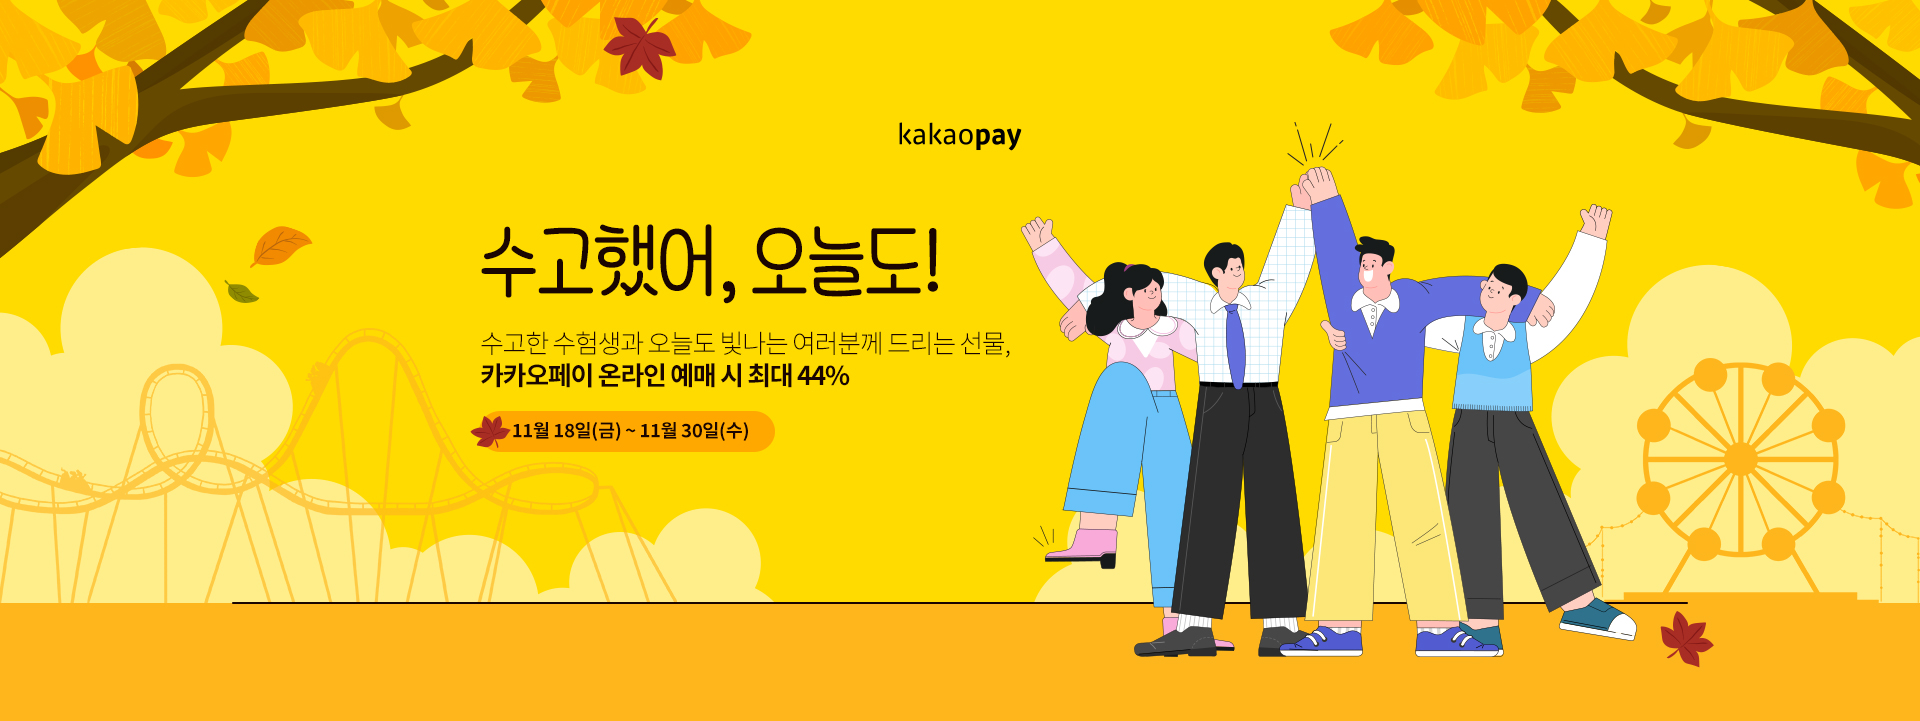 kakaopay
수고했어, 오늘도!
수고한 수험생과 오늘도 빛나는 여러분께 드리는 선물,
카카오페이 온라인 예매 시 최대 44%
11월 18일(금) ~ 11월 30일(수)